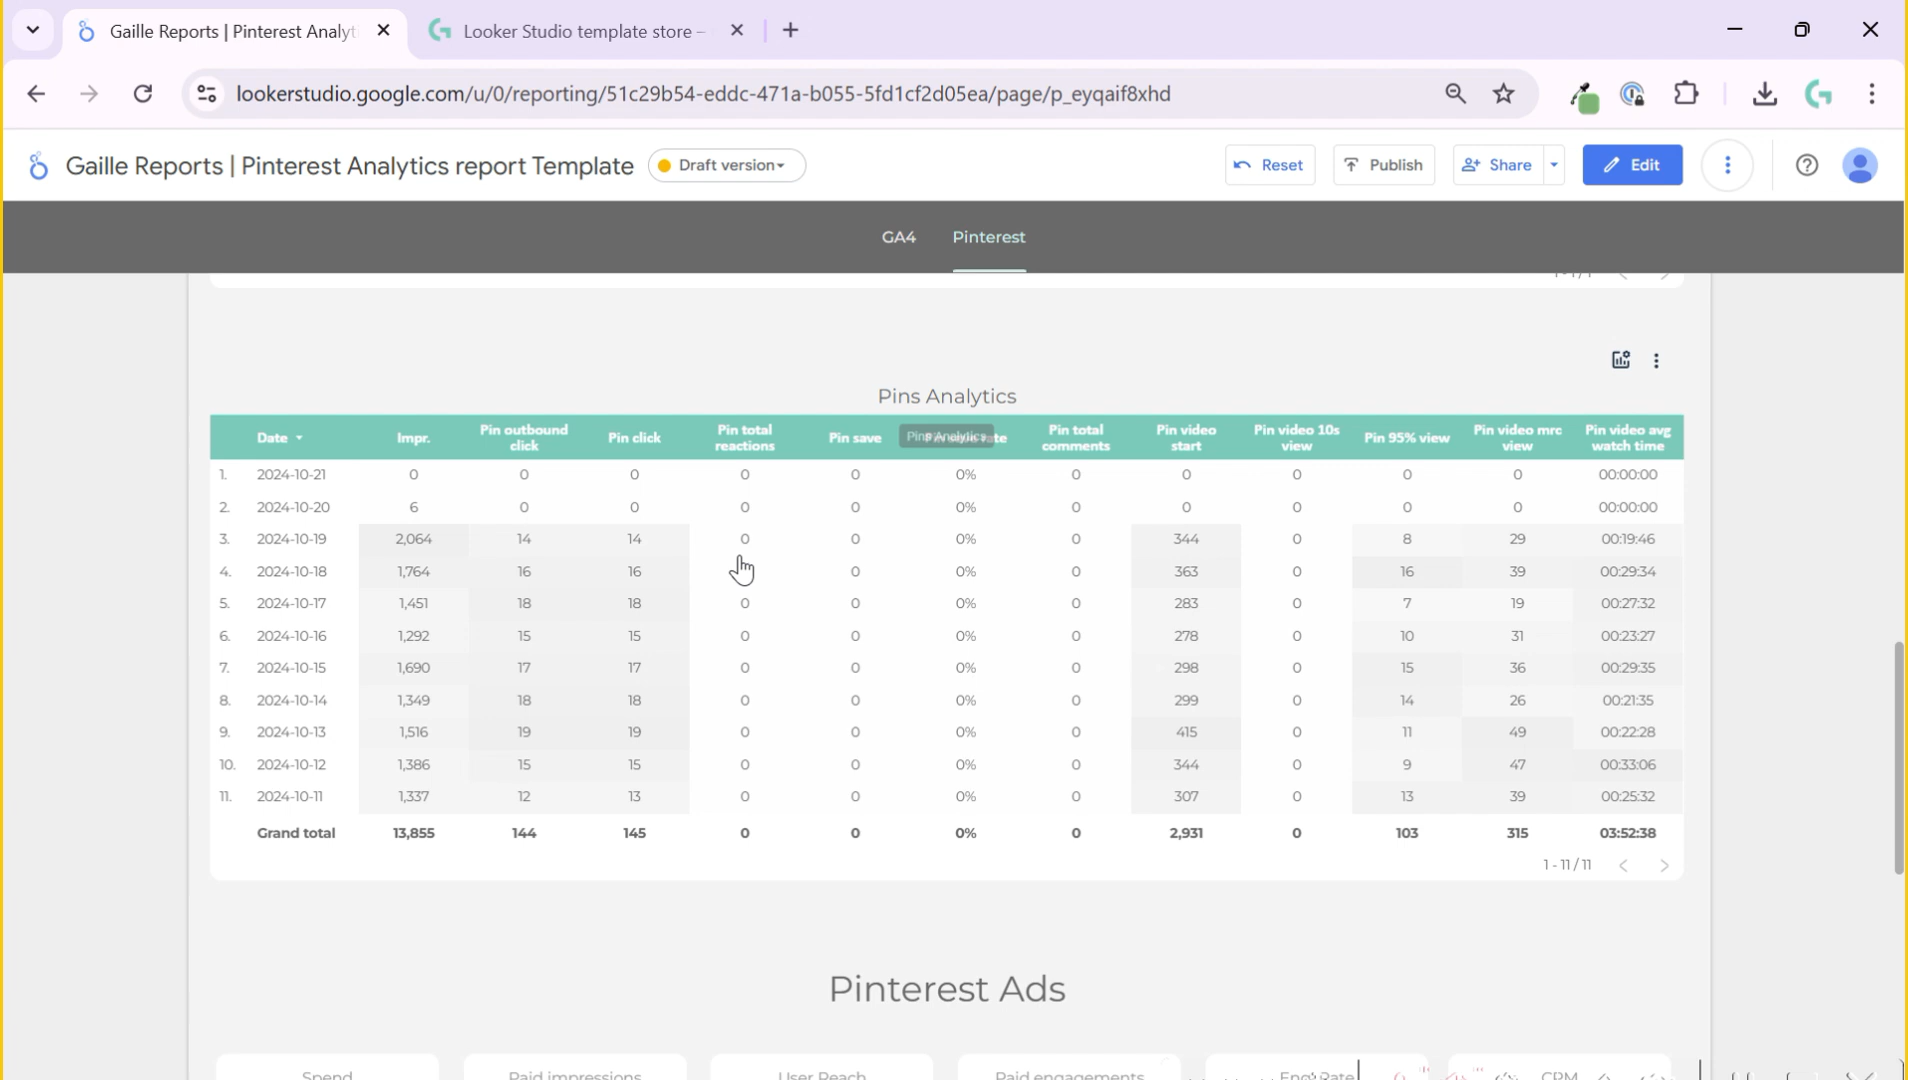 Gaille Reports | Pinterest Analyt
Looker Studio template store –
lookerstudio.google.com/u/0/reporting/51c29b54-eddc-471a-b055-5fd1cf2d05ea/page/p_eyqaif8xhd
Gaille Reports | Pinterest Analytics report Template
Draft version
Reset
Publish
Share
Edit
GA4
Pinterest
Pins Analytics
Date Impr. Pin outbound click Pin click Pin total reactions Pin save Pins Analytics te Pin total comments Pin video start Pin video 10s view Pin 95% view Pin video mrc view Pin video avg watch time
1. 2024-10-21 0 0 0 0 0 0% 0 0 0 0 0 00:00:00
2. 2024-10-20 6 0 0 0 0 0% 0 0 0 0 0 00:00:00
3. 2024-10-19 2,064 14 14 0 0 0% 0 344 0 8 29 00:19:46
4. 2024-10-18 1,764 16 16 0 0 0% 0 363 0 16 39 00:29:34
5. 2024-10-17 1,451 18 18 0 0 0% 0 283 0 7 19 00:27:32
6. 2024-10-16 1,292 15 15 0 0 0% 0 278 0 10 31 00:23:27
7. 2024-10-15 1,690 17 17 0 0 0% 0 298 0 15 36 00:29:35
8. 2024-10-14 1,349 18 18 0 0 0% 0 299 0 14 26 00:21:35
9. 2024-10-13 1,516 19 19 0 0 0% 0 415 0 11 49 00:22:28
10. 2024-10-12 1,386 15 15 0 0 0% 0 344 0 9 47 00:33:06
11. 2024-10-11 1,337 12 13 0 0 0% 0 307 0 13 39 00:25:32
Grand total 13,855 144 145 0 0 0% 0 2,931 0 103 315 03:52:38
1 - 11 / 11
Pinterest Ads
Spend
Paid impressions
User Reach
Paid engagements
CPM